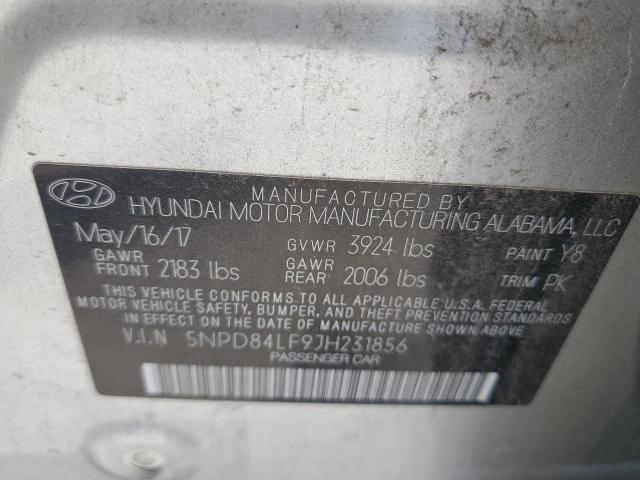 MANUFACTURED BY
HYUNDAI MOTOR MANUFACTURING ALABAMA, LLC
May/16/17 GVWR 3924 lbs PAINT Y8
GAWR FRONT 2183 lbs GAWR REAR 2006 lbs TRIM PK
THIS VEHICLE CONFORMS TO ALL APPLICABLE U.S.A. FEDERAL
MOTOR VEHICLE SAFETY, BUMPER, AND THEFT PREVENTION STANDARDS
IN EFFECT ON THE DATE OF MANUFACTURE SHOWN ABOVE.
V.I.N 5NPD84LF9JH231856
PASSENGER CAR